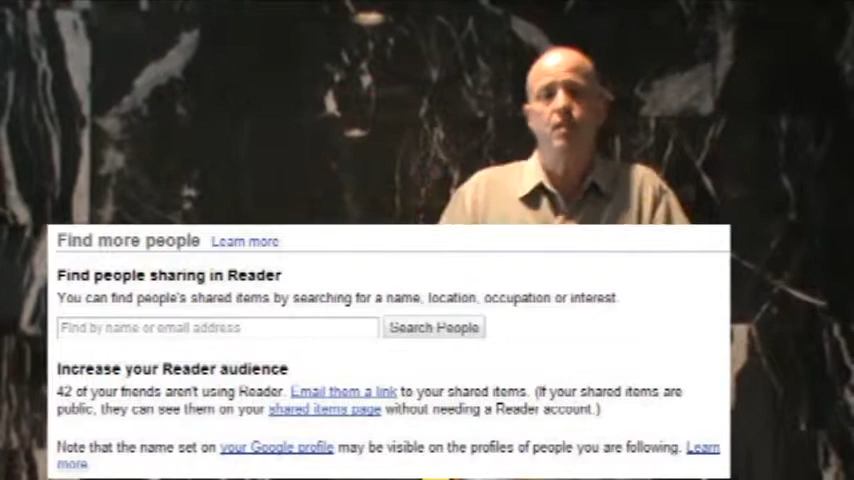 Find more people Learn more
Find people sharing in Reader
You can find people's shared items by searching for a name, location, occupation or interest.
Find by name or email address Search People
Increase your Reader audience
42 of your friends aren't using Reader. Email them a link to your shared items. (If your shared items are
public, they can see them on your shared items page without needing a Reader account.)
Note that the name set on your Google profile may be visible on the profiles of people you are following. Learn
more